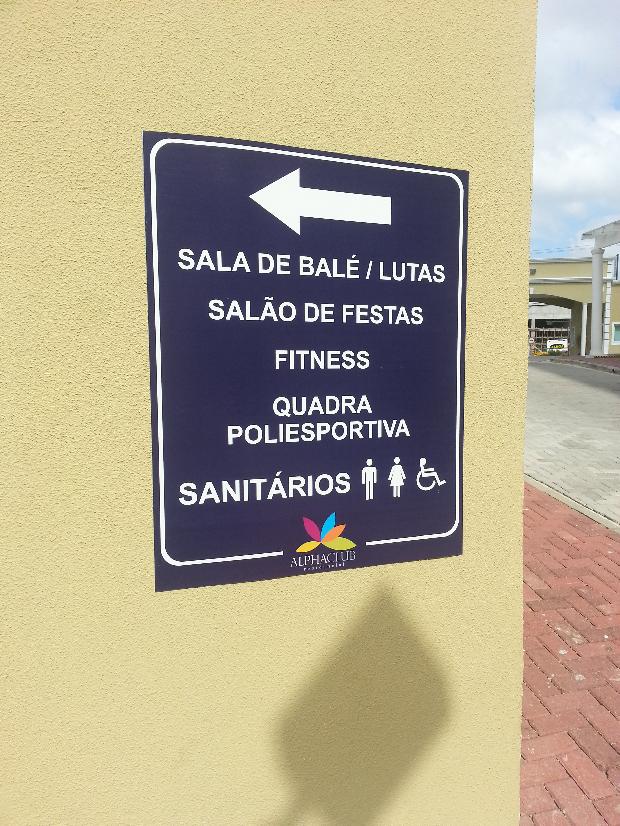 SALA DE BALÉ / LUTAS
SALÃO DE FESTAS
FITNESS
QUADRA
POLIESPORTIVA
SANITÁRIOS
ALPHACLUB